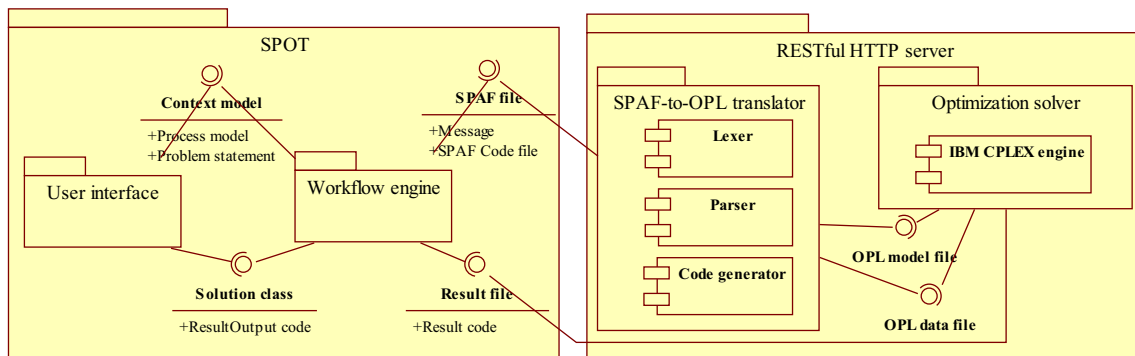 SPOT
Context model
+Process model
+Problem statement
SPAF file
+Message
+SPAF Code file
User interface
Workflow engine
Solution class
+ResultOutput code
Result file
+Result code
RESTful HTTP server
SPAF-to-OPL translator
Lexer
Parser
Code generator
Optimization solver
IBM CPLEX engine
OPL model file
OPL data file